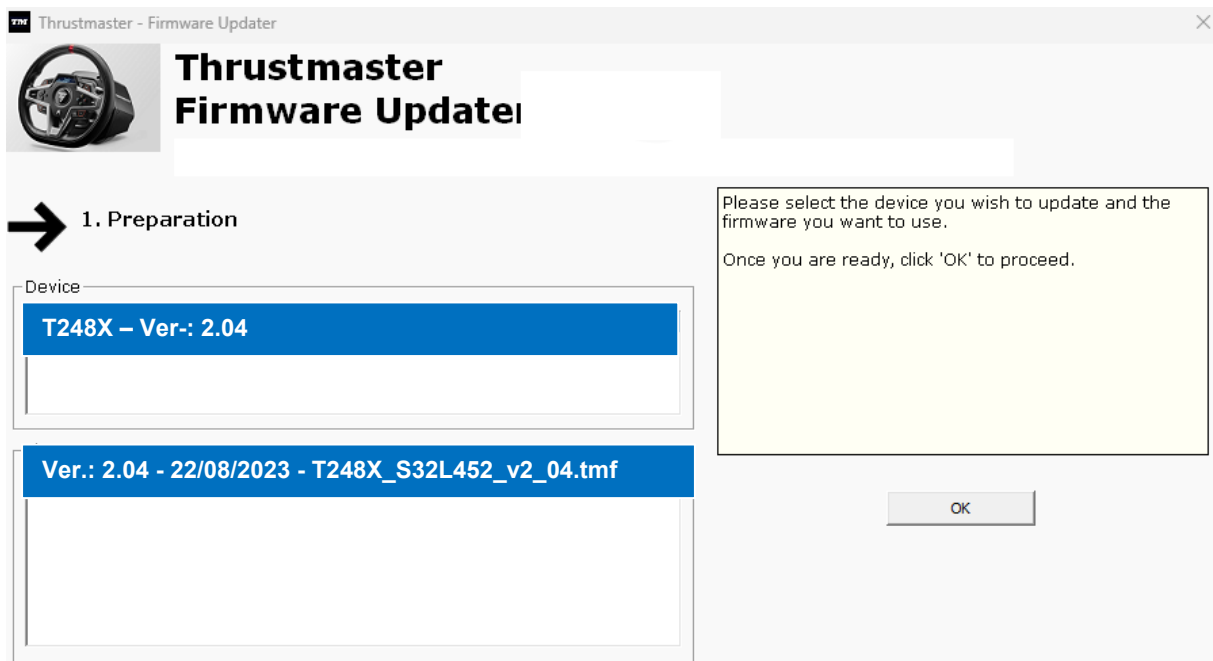 Thrustmaster - Firmware Updater
Thrustmaster
Firmware Updater
1. Preparation
Please select the device you wish to update and the
firmware you want to use.
Once you are ready, click 'OK' to proceed.
Device
T248X – Ver-: 2.04
Ver.: 2.04 - 22/08/2023 - T248X_S32L452_v2_04.tmf
OK